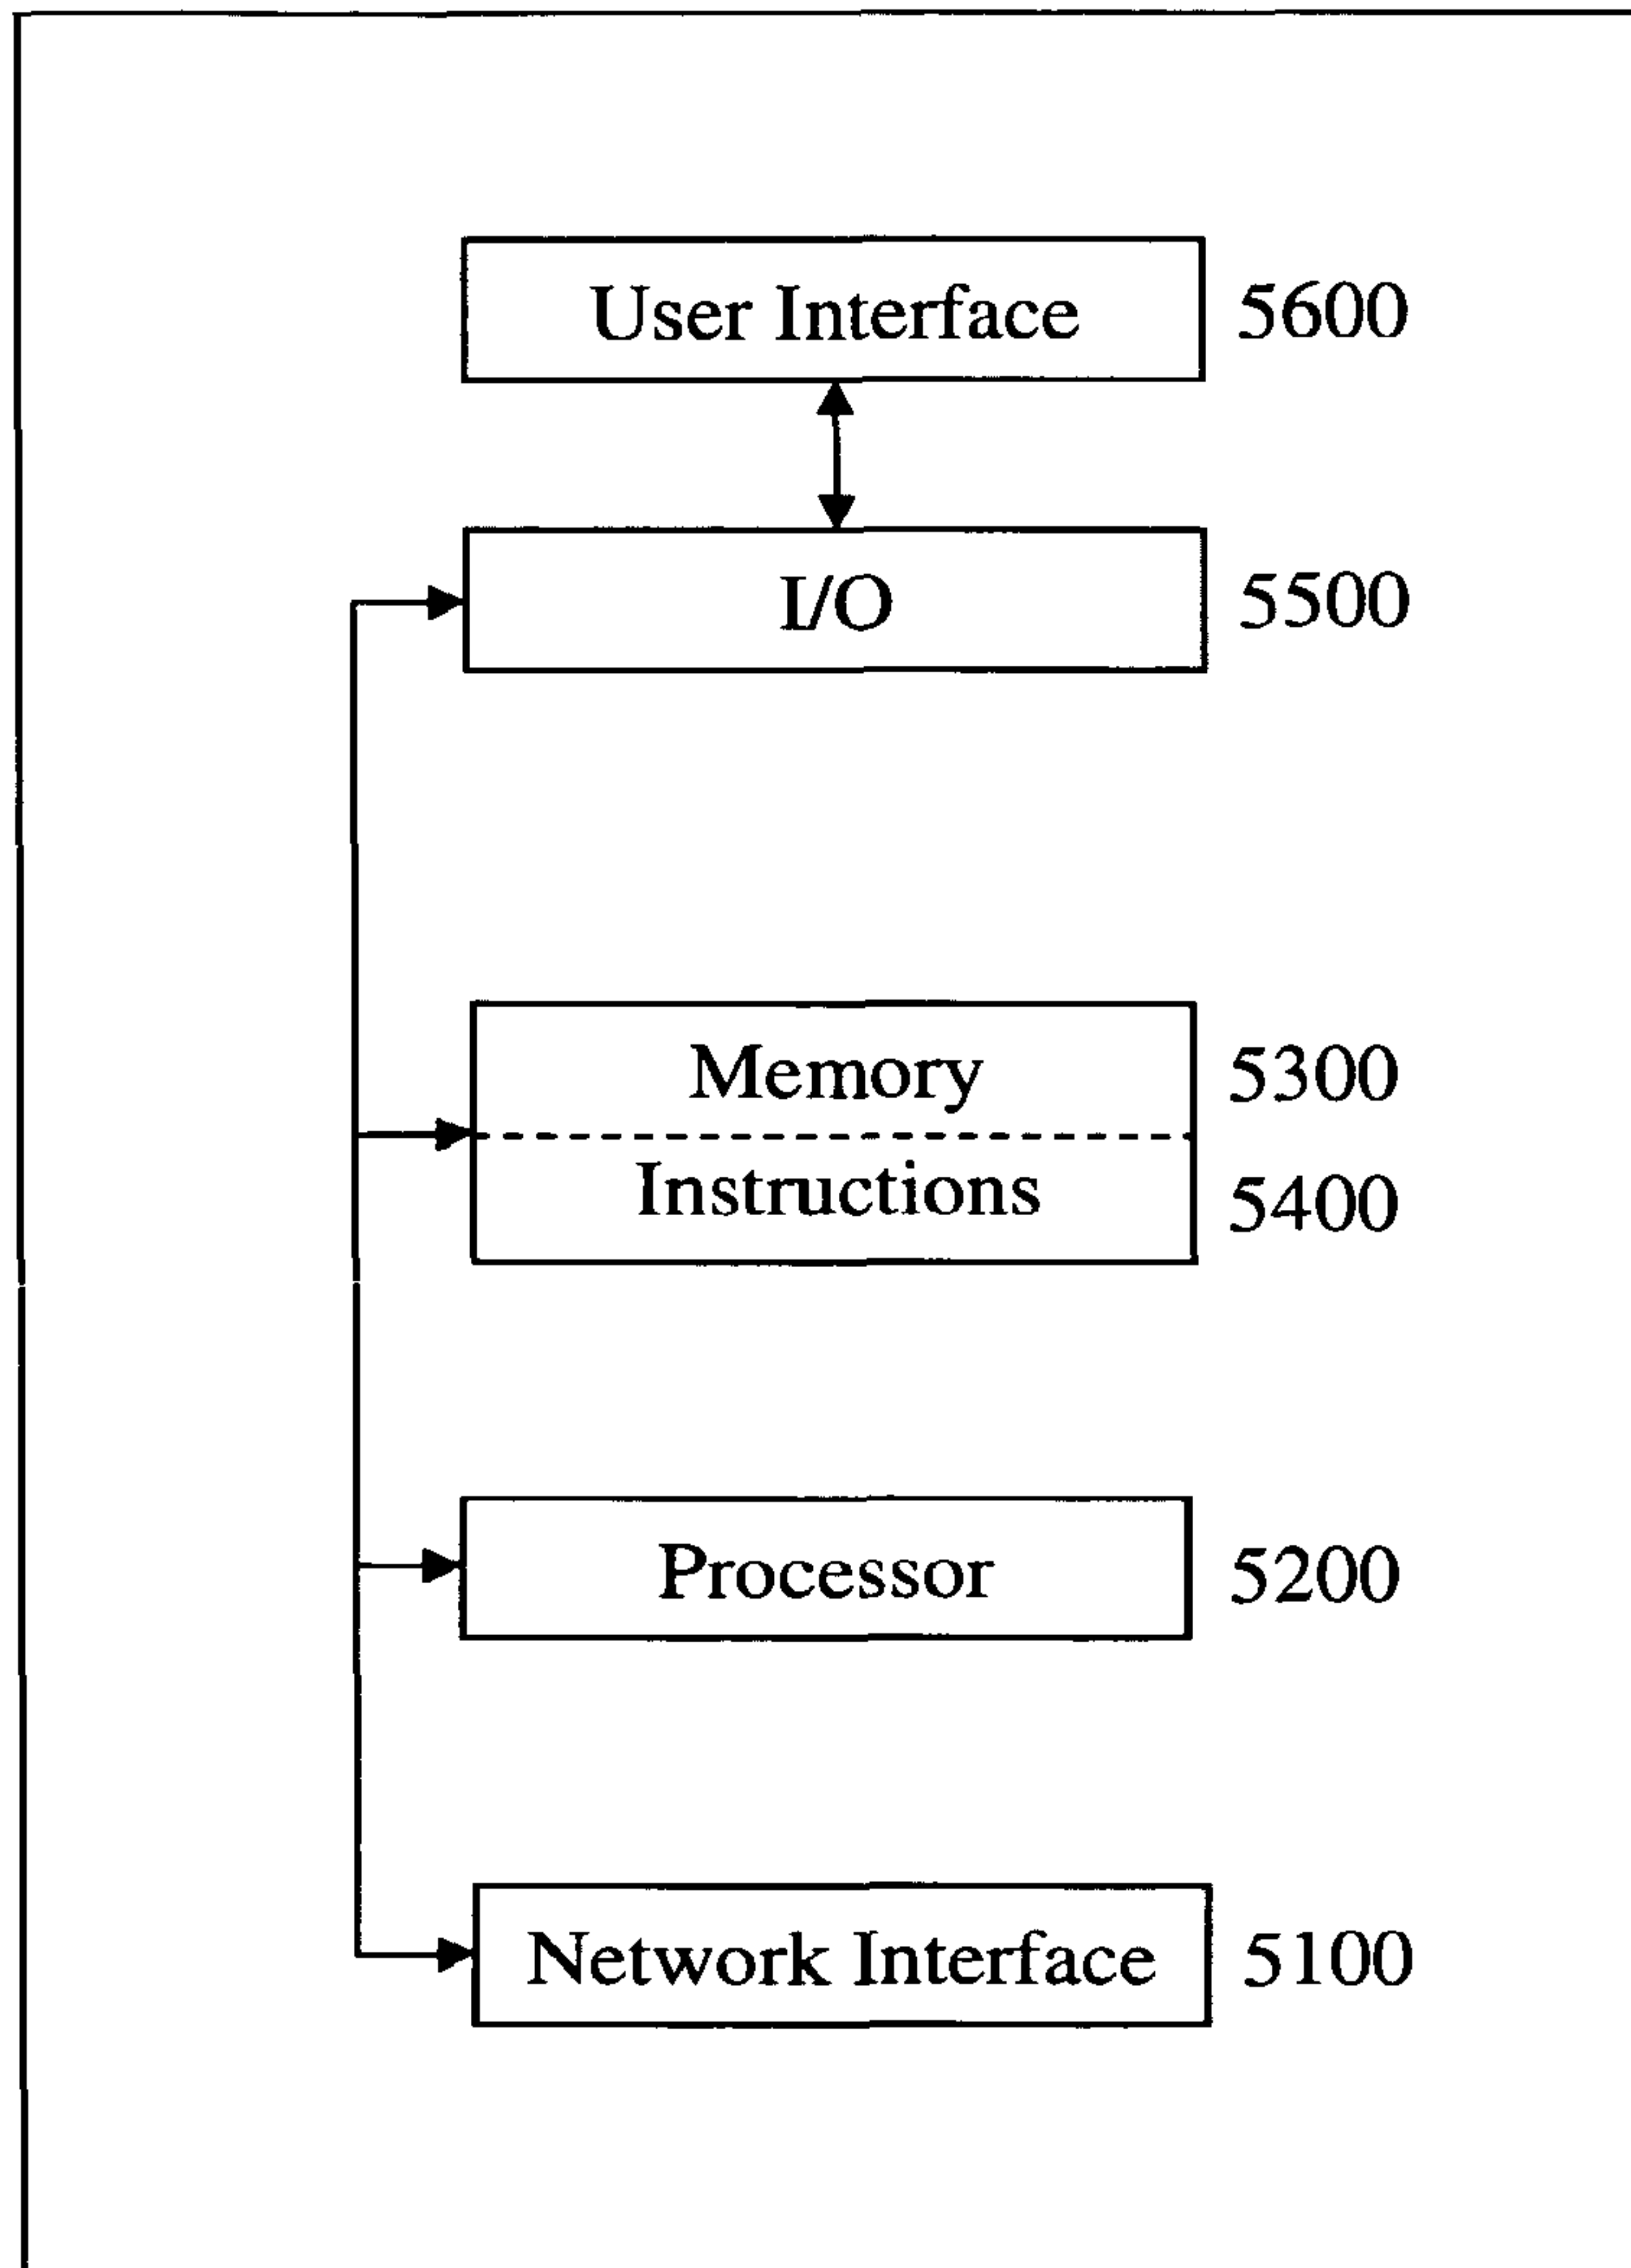 User Interface 5600
I/O 5500
Memory 5300
Instructions 5400
Processor 5200
Network Interface 5100